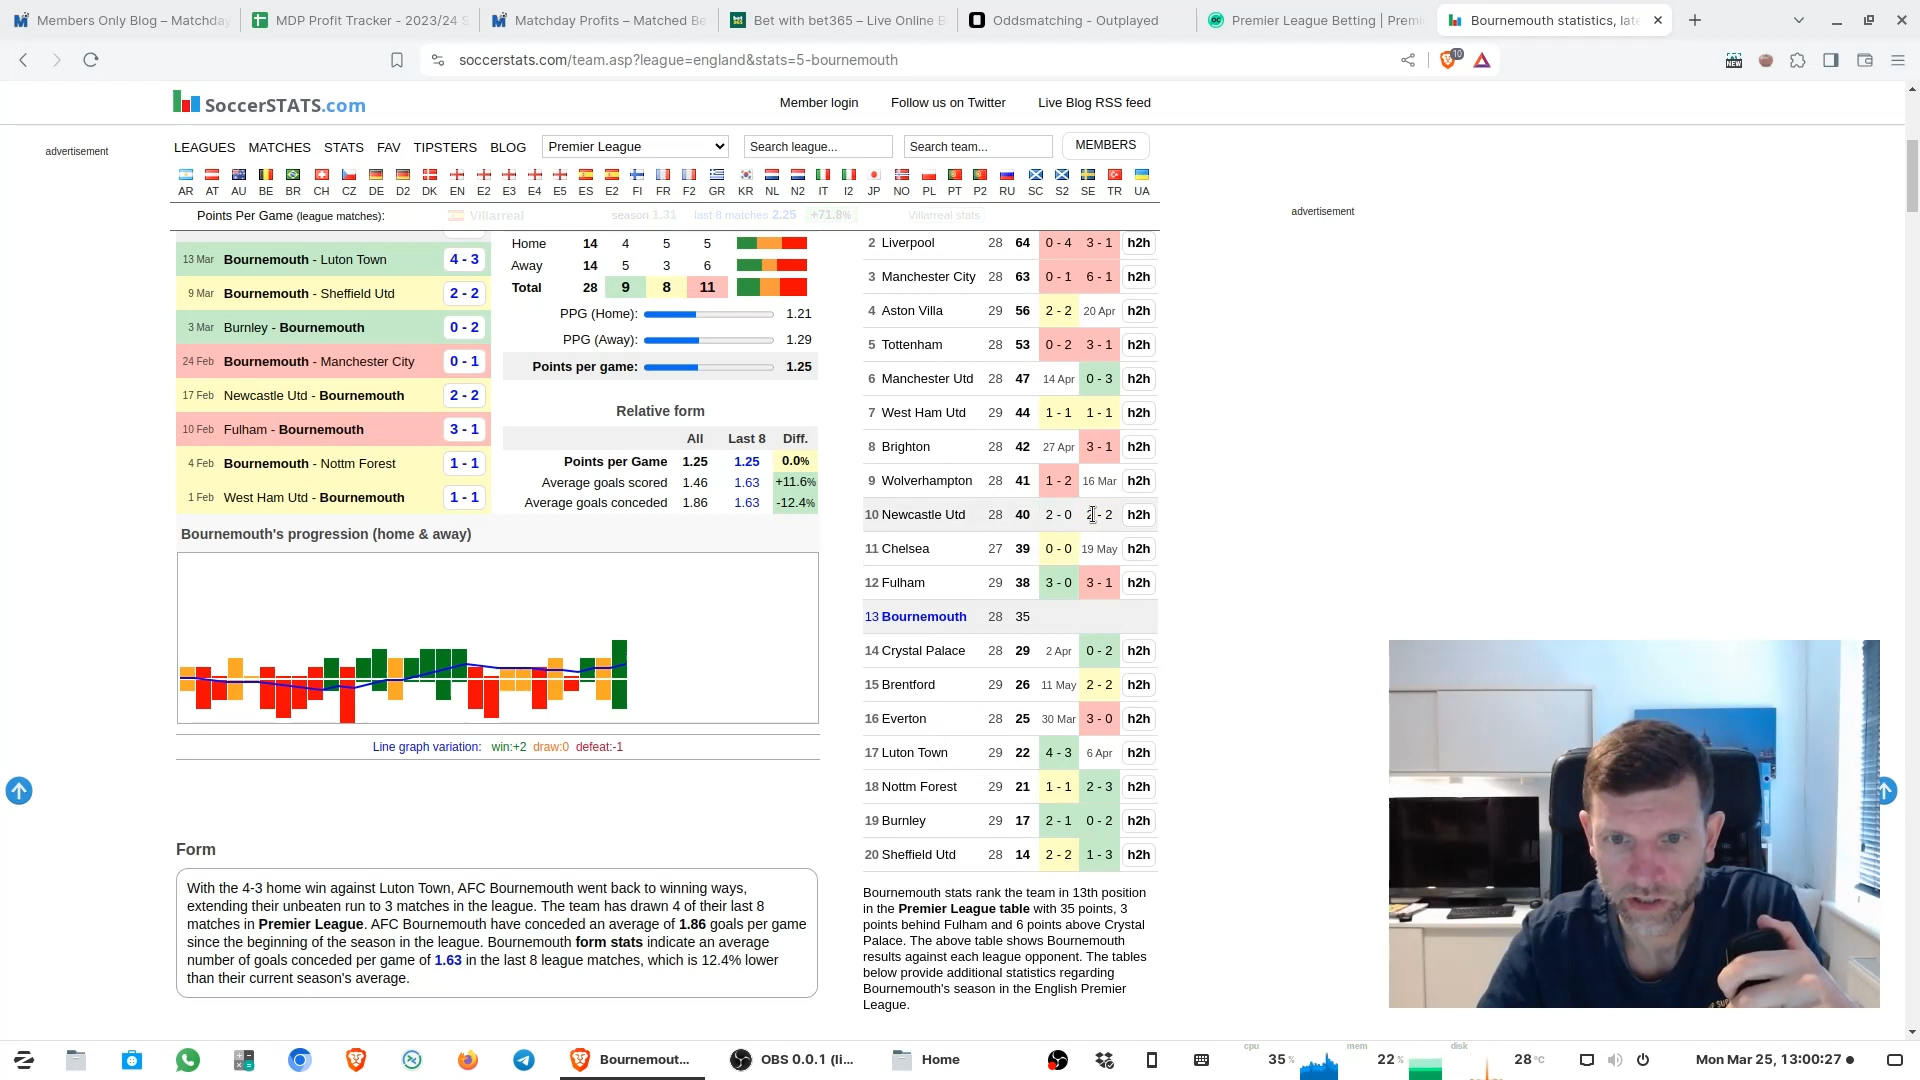 Members Only Blog – Matchday
MDP Profit Tracker - 2023/24 S
Matchday Profits – Matched Be
Bet with bet365 – Live Online B
Oddsmatching - Outplayed
Premier League Betting | Premi
Bournemouth statistics, late
soccerstats.com/team.asp?league=england&stats=5-bournemouth
10
NEW
SoccerSTATS.com
Member login
Follow us on Twitter
Live Blog RSS feed
advertisement
LEAGUES MATCHES STATS FAV TIPSTERS BLOG
Premier League
Search league...
Search team...
MEMBERS
AR AT AU BE BR CH CZ DE D2 DK EN E2 E3 E4 E5 ES E2 FI FR F2 GR KR NL N2 IT I2 JP NO PL PT P2 RU SC S2 SE TR UA
Points Per Game (league matches):
Villarreal
season 1.31
last 8 matches 2.25
+71.8%
Villarreal stats
advertisement
13 Mar Bournemouth - Luton Town 4 - 3
9 Mar Bournemouth - Sheffield Utd 2 - 2
3 Mar Burnley - Bournemouth 0 - 2
24 Feb Bournemouth - Manchester City 0 - 1
17 Feb Newcastle Utd - Bournemouth 2 - 2
10 Feb Fulham - Bournemouth 3 - 1
4 Feb Bournemouth - Nottm Forest 1 - 1
1 Feb West Ham Utd - Bournemouth 1 - 1
Home 14 4 5 5
Away 14 5 3 6
Total 28 9 8 11
PPG (Home): 1.21
PPG (Away): 1.29
Points per game: 1.25
Relative form
All Last 8 Diff.
Points per Game 1.25 1.25 0.0%
Average goals scored 1.46 1.63 +11.6%
Average goals conceded 1.86 1.63 -12.4%
Bournemouth's progression (home & away)
Line graph variation: win:+2 draw:0 defeat:-1
Form
With the 4-3 home win against Luton Town, AFC Bournemouth went back to winning ways,
extending their unbeaten run to 3 matches in the league. The team has drawn 4 of their last 8
matches in Premier League. AFC Bournemouth have conceded an average of 1.86 goals per game
since the beginning of the season in the league. Bournemouth form stats indicate an average
number of goals conceded per game of 1.63 in the last 8 league matches, which is 12.4% lower
than their current season's average.
2 Liverpool 28 64 0 - 4 3 - 1 h2h
3 Manchester City 28 63 0 - 1 6 - 1 h2h
4 Aston Villa 29 56 2 - 2 20 Apr h2h
5 Tottenham 28 53 0 - 2 3 - 1 h2h
6 Manchester Utd 28 47 14 Apr 0 - 3 h2h
7 West Ham Utd 29 44 1 - 1 1 - 1 h2h
8 Brighton 28 42 27 Apr 3 - 1 h2h
9 Wolverhampton 28 41 1 - 2 16 Mar h2h
10 Newcastle Utd 28 40 2 - 0 2 - 2 h2h
11 Chelsea 27 39 0 - 0 19 May h2h
12 Fulham 29 38 3 - 0 3 - 1 h2h
13 Bournemouth 28 35
14 Crystal Palace 28 29 2 Apr 0 - 2 h2h
15 Brentford 29 26 11 May 2 - 2 h2h
16 Everton 28 25 30 Mar 3 - 0 h2h
17 Luton Town 29 22 4 - 3 6 Apr h2h
18 Nottm Forest 29 21 1 - 1 2 - 3 h2h
19 Burnley 29 17 2 - 1 0 - 2 h2h
20 Sheffield Utd 28 14 2 - 2 1 - 3 h2h
Bournemouth stats rank the team in 13th position
in the Premier League table with 35 points, 3
points behind Fulham and 6 points above Crystal
Palace. The above table shows Bournemouth
results against each league opponent. The tables
below provide additional statistics regarding
Bournemouth's season in the English Premier
League.
Bournemout...
OBS 0.0.1 (li...
Home
cpu 35% mem 22% disk 28°C
Mon Mar 25, 13:00:27